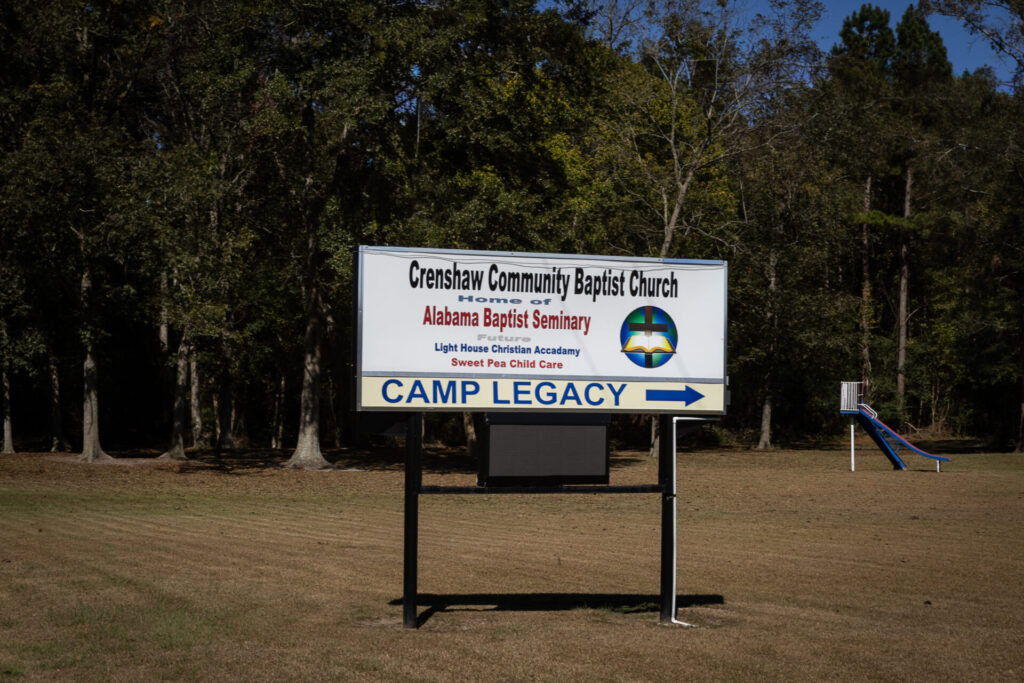 Crenshaw Community Baptist Church
Home of
Alabama Baptist Seminary
Future
Light House Christian Accadamy
Sweet Pea Child Care
CAMP LEGACY